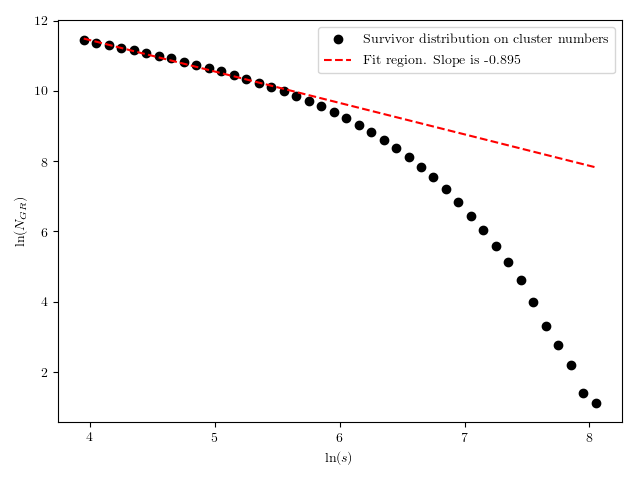 Survivor distribution on cluster numbers
Fit region. Slope is -0.895
12
10
8
6
4
2
ln(N_{GR})
4 5 6 7 8
ln(s)